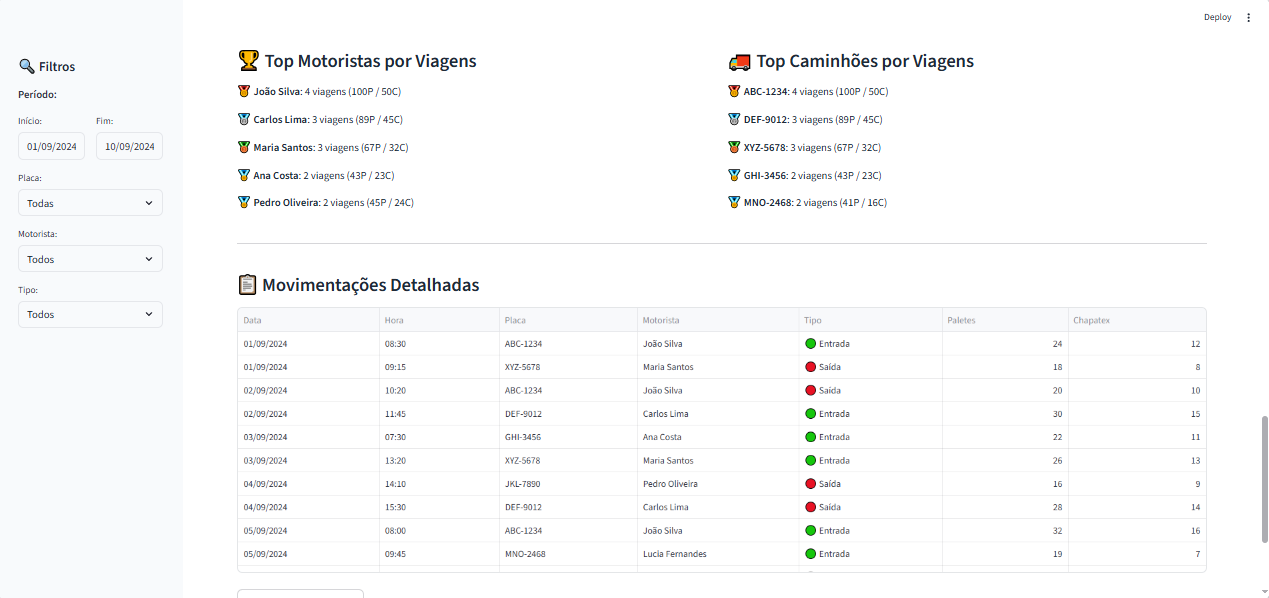 Deploy
🔍 Filtros
Período:
Início: Fim:
01/09/2024 10/09/2024
Placa:
Todas
Motorista:
Todos
Tipo:
Todos
🏆 Top Motoristas por Viagens
🥇 João Silva: 4 viagens (100P / 50C)
🥈 Carlos Lima: 3 viagens (89P / 45C)
🥉 Maria Santos: 3 viagens (67P / 32C)
🏅 Ana Costa: 2 viagens (43P / 23C)
🏅 Pedro Oliveira: 2 viagens (45P / 24C)
🚚 Top Caminhões por Viagens
🥇 ABC-1234: 4 viagens (100P / 50C)
🥈 DEF-9012: 3 viagens (89P / 45C)
🥉 XYZ-5678: 3 viagens (67P / 32C)
🏅 GHI-3456: 2 viagens (43P / 23C)
🏅 MNO-2468: 2 viagens (41P / 16C)
📋 Movimentações Detalhadas
Data Hora Placa Motorista Tipo Paletes Chapatex
01/09/2024 08:30 ABC-1234 João Silva 🟢 Entrada 24 12
01/09/2024 09:15 XYZ-5678 Maria Santos 🔴 Saída 18 8
02/09/2024 10:20 ABC-1234 João Silva 🔴 Saída 20 10
02/09/2024 11:45 DEF-9012 Carlos Lima 🟢 Entrada 30 15
03/09/2024 07:30 GHI-3456 Ana Costa 🟢 Entrada 22 11
03/09/2024 13:20 XYZ-5678 Maria Santos 🟢 Entrada 26 13
04/09/2024 14:10 JKL-7890 Pedro Oliveira 🔴 Saída 16 9
04/09/2024 15:30 DEF-9012 Carlos Lima 🔴 Saída 28 14
05/09/2024 08:00 ABC-1234 João Silva 🟢 Entrada 32 16
05/09/2024 09:45 MNO-2468 Lucia Fernandes 🟢 Entrada 19 7